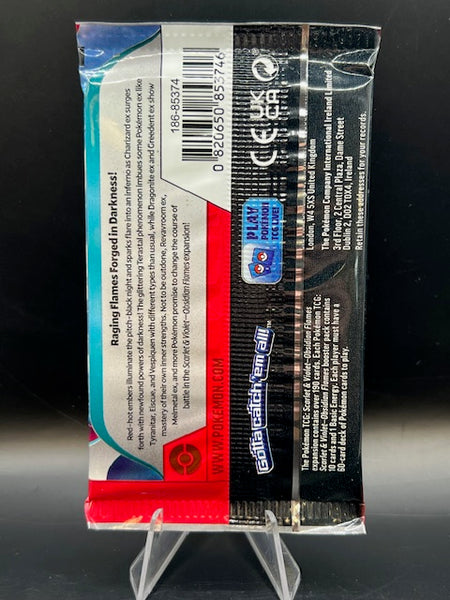 Raging Flames Forged in Darkness!
Red-hot embers illuminate the pitch-black night and sparks flare into an inferno as Charizard ex surges
forth with newfound powers of darkness! The glittering Terastal phenomenon imbues some Pokémon ex like
Tyranitar, Eiscue, and Vespiquen with different types than usual, while Dragonite ex and Greedent ex show
mastery of their own inner strengths. Not to be outdone, Revavroom ex,
Melmetal ex, and more Pokémon promise to change the course of
battle in the Scarlet & Violet—Obsidian Flames expansion!
186-85374
0 820650 853746
WWW.POKEMON.COM
CE UK
CA
PLAY
POKÉMON
TCG LIVE!
Gotta catch 'em all!
The Pokémon TCG: Scarlet & Violet—Obsidian Flames
expansion contains over 190 cards. Each Pokémon TCG:
Scarlet & Violet—Obsidian Flames booster pack contains
10 cards and 1 Basic Energy. Each player must have a
60-card deck of Pokémon cards to play.
London, W4 5XS United Kingdom
The Pokémon Company International Ireland Limited
3rd Floor, 2 Central Plaza, Dame Street
Dublin 2, D02 T0X4, Ireland
Retain these addresses for your records.